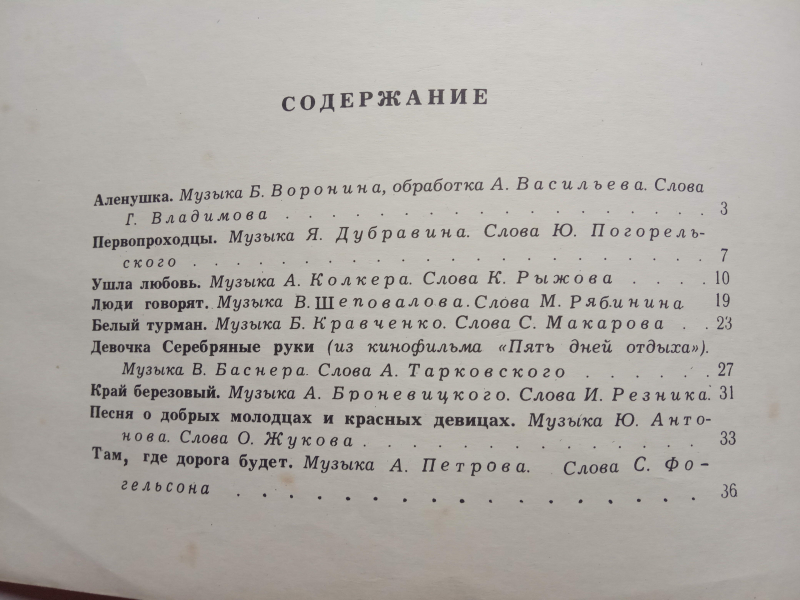 СОДЕРЖАНИЕ
Аленушка. Музыка Б. Воронина, обработка А. Васильева. Слова
Г. Владимова . . . . . . . . . . . . . . . . . 3
Первопроходцы. Музыка Я. Дубравина. Слова Ю. Погорель-
ского . . . . . . . . . . . . . . . . . . . . 7
Ушла любовь. Музыка А. Колкера. Слова К. Рыжова . . . . 10
Люди говорят. Музыка В. Шеповалова. Слова М. Рябинина 19
Белый турман. Музыка Б. Кравченко. Слова С. Макарова . . 23
Девочка Серебряные руки (из кинофильма «Пять дней отдыха»).
Музыка В. Баснера. Слова А. Тарковского . . . . . 27
Край березовый. Музыка А. Броневицкого. Слова И. Резника. 31
Песня о добрых молодцах и красных девицах. Музыка Ю. Анто-
нова. Слова О. Жукова . . . . . . . . . . . . . 33
Там, где дорога будет. Музыка А. Петрова. Слова С. Фо-
гельсона . . . . . . . . . . . . . . . . . . 36